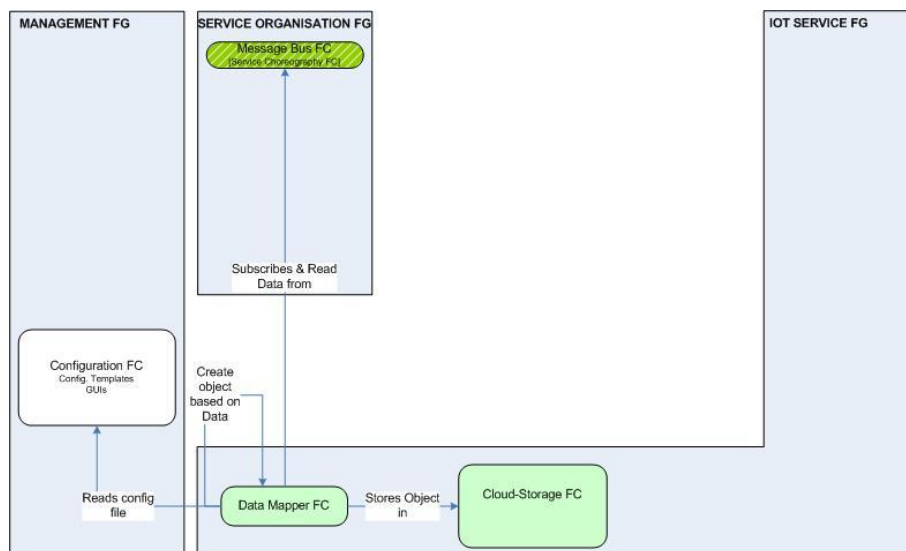 MANAGEMENT FG
SERVICE ORGANISATION FG
IOT SERVICE FG
Message Bus FC
[Service Choreography FC]
Subscribes & Read
Data from
Configuration FC
Config, Templates
GUIs
Create
object
based on
Data
Reads config
file
Data Mapper FC
Stores Object
in
Cloud-Storage FC